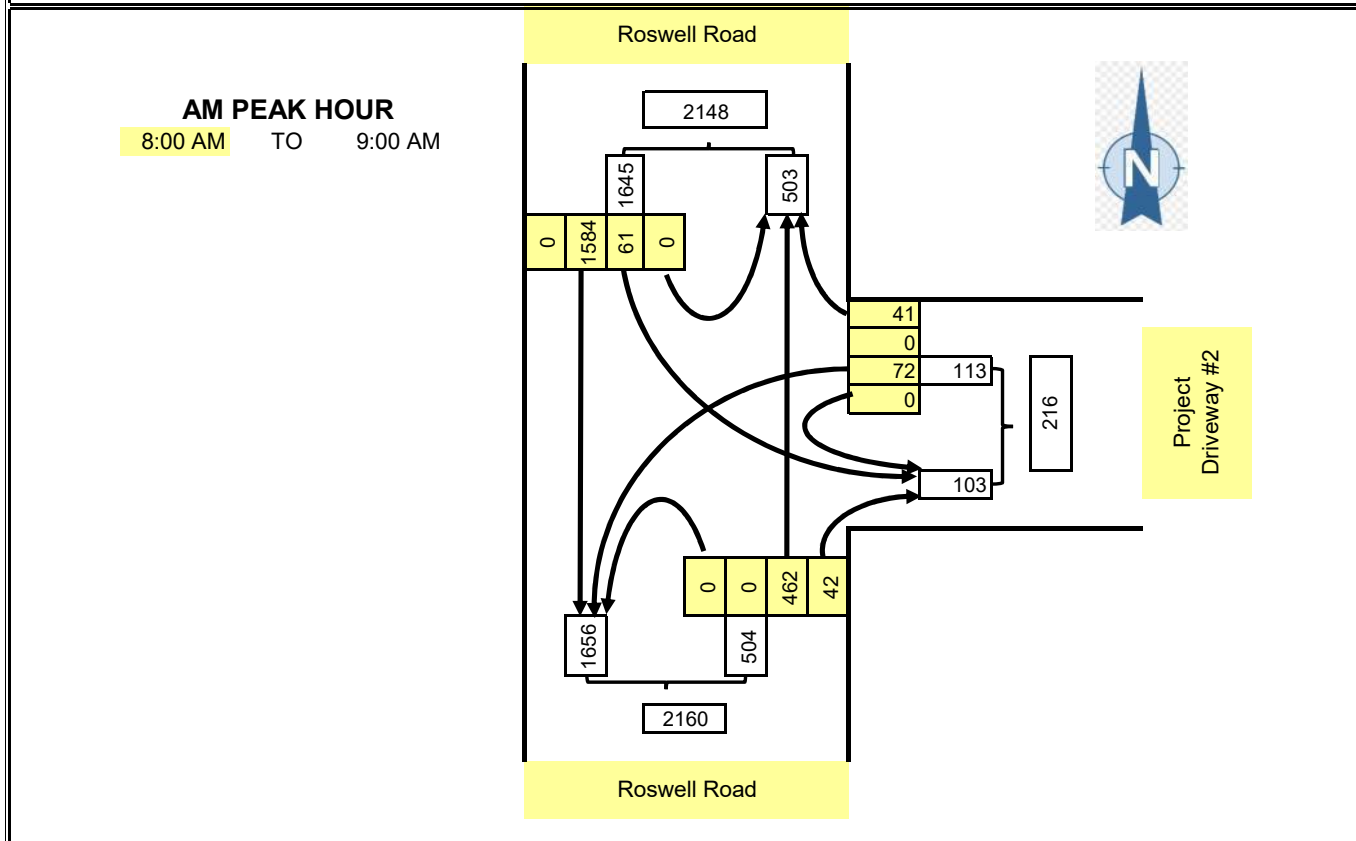 Roswell Road
AM PEAK HOUR
8:00 AM TO 9:00 AM
2148
1645
503
0
1584
61
0
N
41
0
72 113
0
216
103
Project
Driveway #2
0
0
462
42
1656
504
2160
Roswell Road